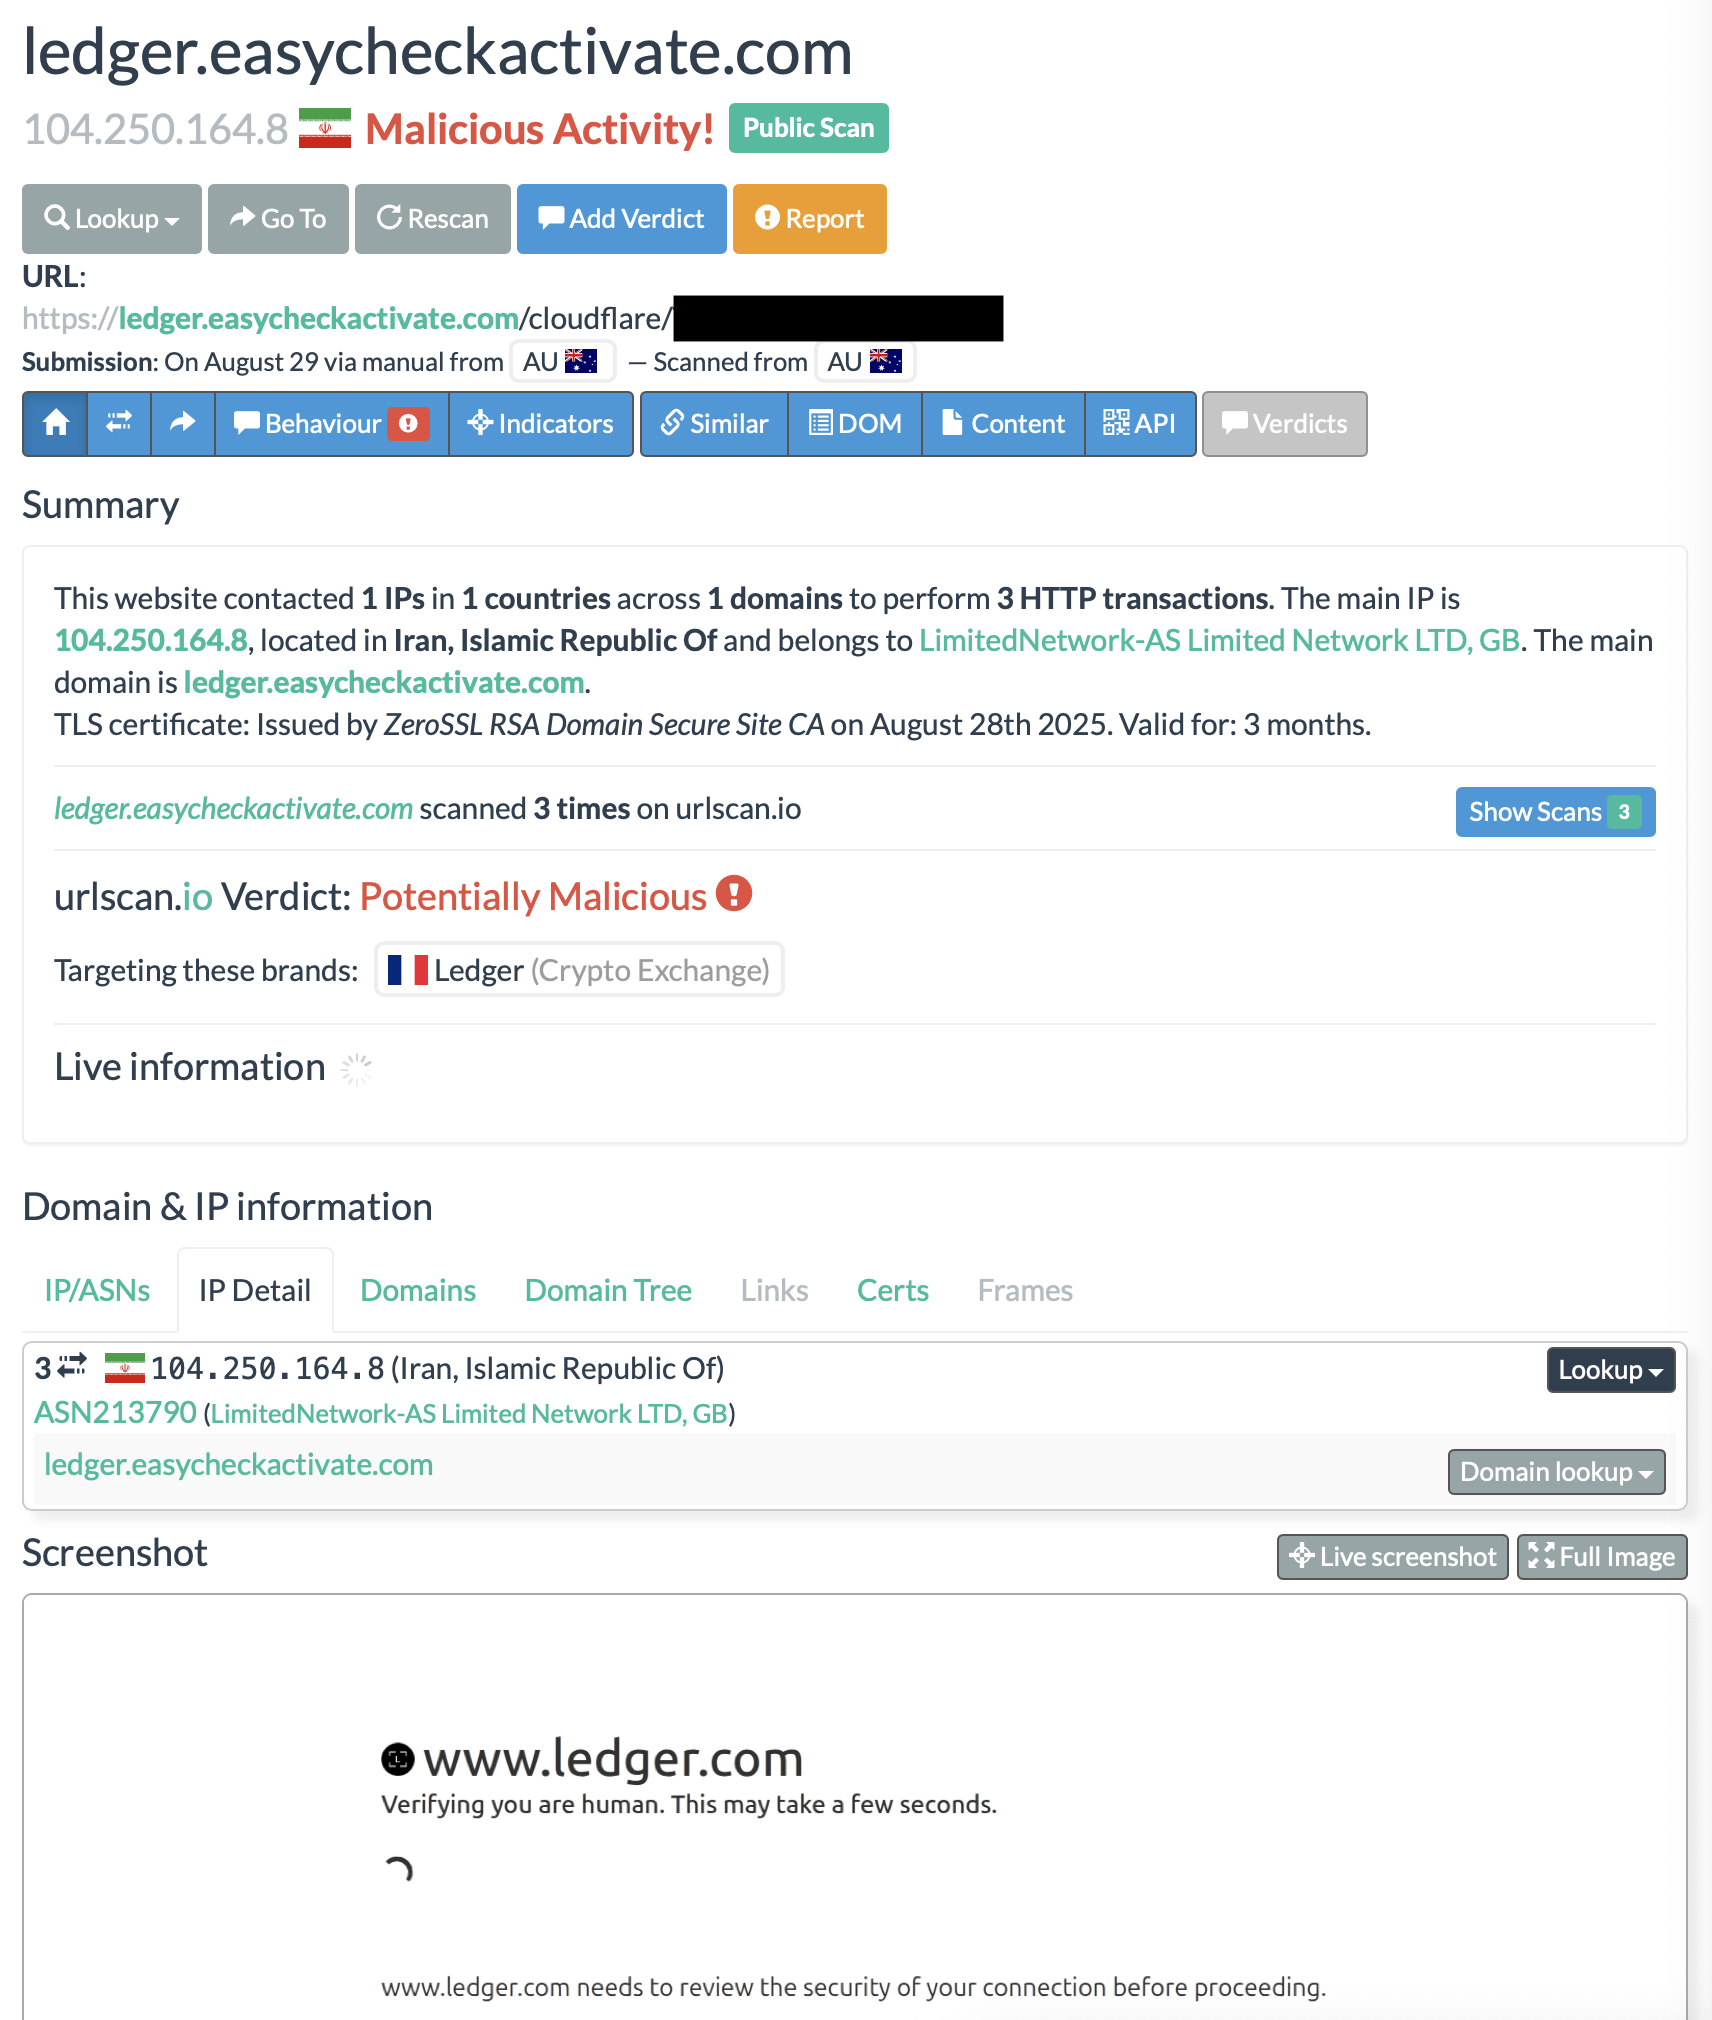 ledger.easycheckactivate.com
104.250.164.8 Malicious Activity! Public Scan
Lookup Go To Rescan Add Verdict Report
URL:
https://ledger.easycheckactivate.com/cloudflare/
Submission: On August 29 via manual from AU — Scanned from AU
Behaviour Indicators Similar DOM Content API Verdicts
Summary
This website contacted 1 IPs in 1 countries across 1 domains to perform 3 HTTP transactions. The main IP is
104.250.164.8, located in Iran, Islamic Republic Of and belongs to LimitedNetwork-AS Limited Network LTD, GB. The main
domain is ledger.easycheckactivate.com.
TLS certificate: Issued by ZeroSSL RSA Domain Secure Site CA on August 28th 2025. Valid for: 3 months.
ledger.easycheckactivate.com scanned 3 times on urlscan.io Show Scans 3
urlscan.io Verdict: Potentially Malicious
Targeting these brands: Ledger (Crypto Exchange)
Live information
Domain & IP information
IP/ASNs IP Detail Domains Domain Tree Links Certs Frames
3 104.250.164.8 (Iran, Islamic Republic Of) Lookup
ASN213790 (LimitedNetwork-AS Limited Network LTD, GB)
ledger.easycheckactivate.com Domain lookup
Screenshot Live screenshot Full Image
www.ledger.com
Verifying you are human. This may take a few seconds.
www.ledger.com needs to review the security of your connection before proceeding.